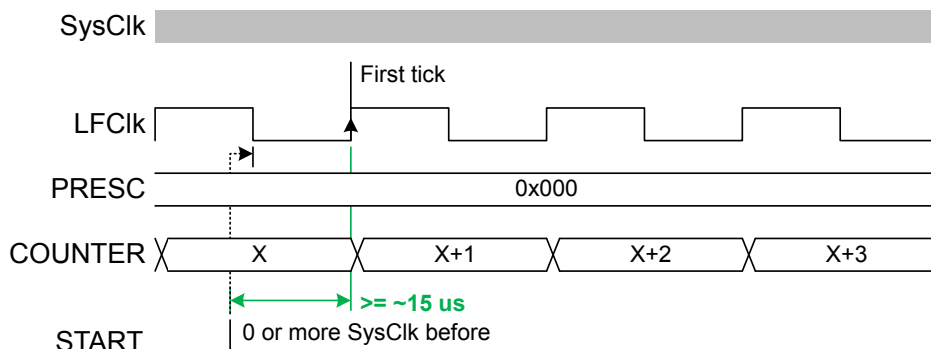 SysClk
First tick
LFClk
PRESC
0x000
COUNTER
X
X+1
X+2
X+3
>= ~15 us
0 or more SysClk before
START